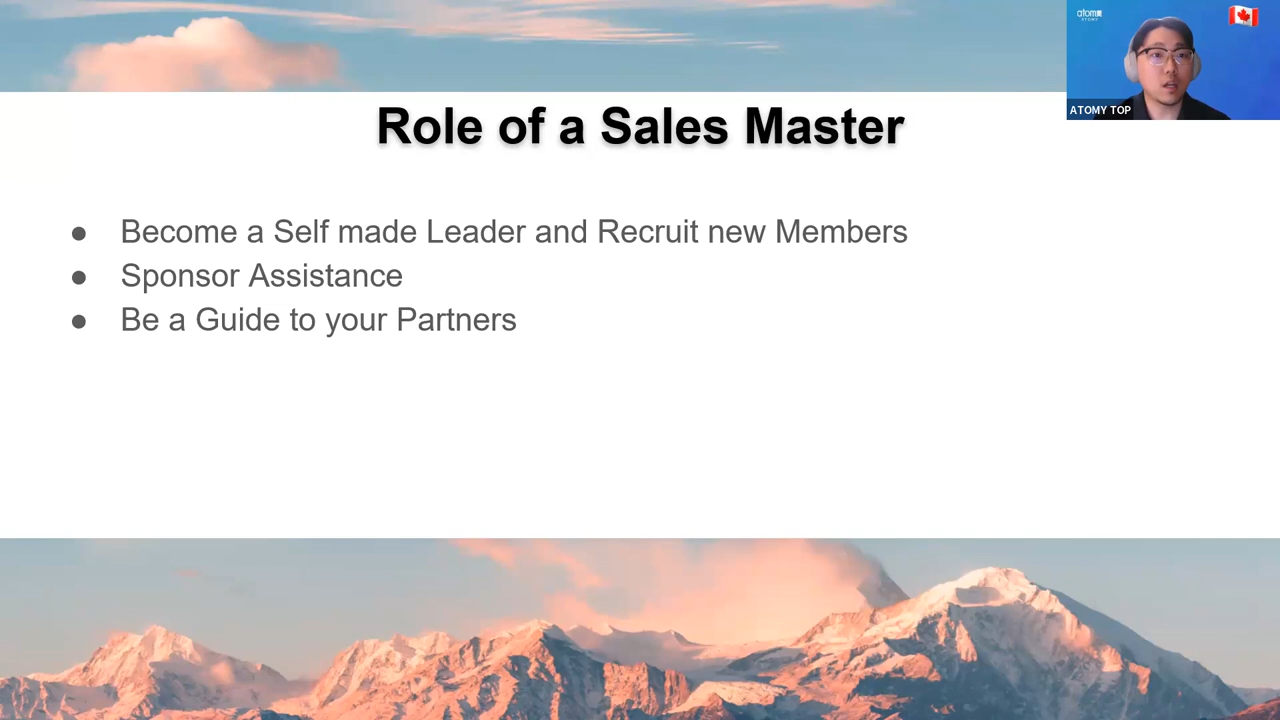 atomy
ATOMY TOP
Role of a Sales Master
● Become a Self made Leader and Recruit new Members
● Sponsor Assistance
● Be a Guide to your Partners